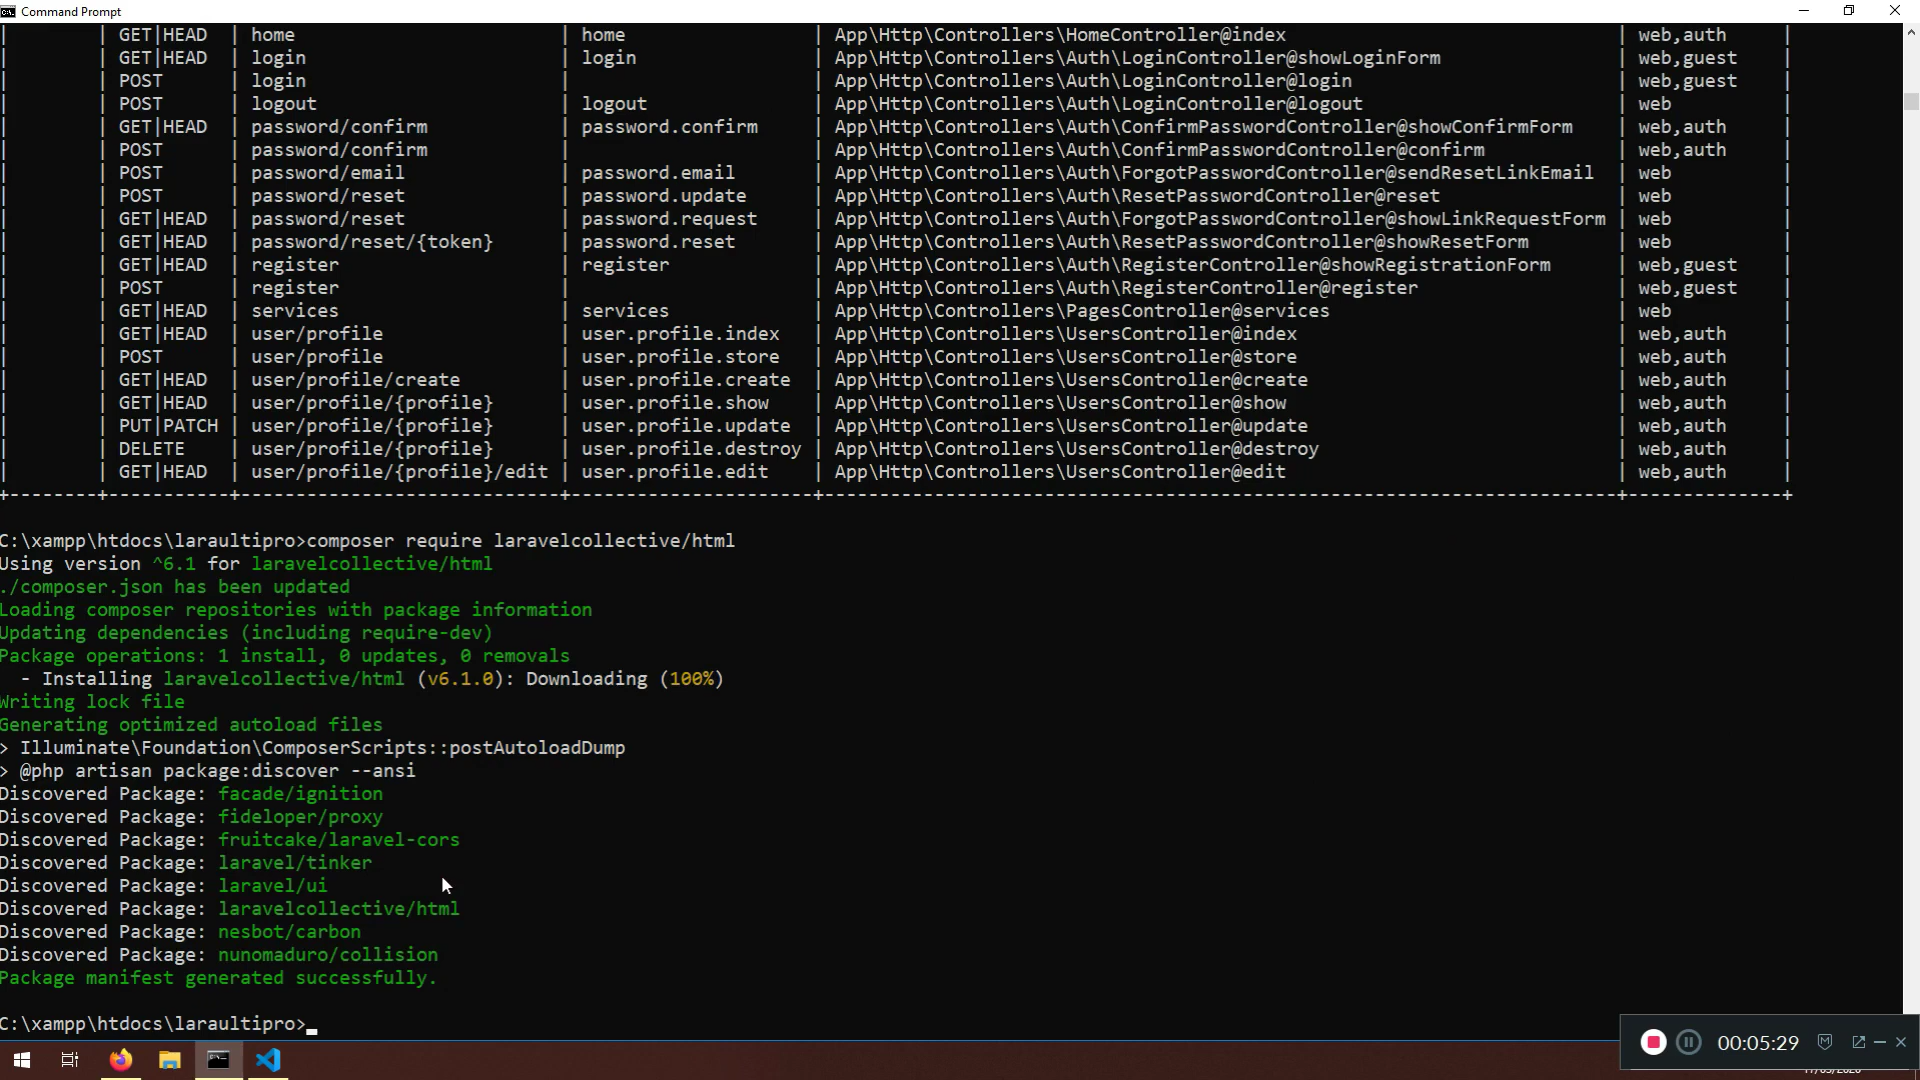 Command Prompt
| | GET|HEAD | home | home | App\Http\Controllers\HomeController@index | web,auth |
| | GET|HEAD | login | login | App\Http\Controllers\Auth\LoginController@showLoginForm | web,guest |
| | POST | login | | App\Http\Controllers\Auth\LoginController@login | web,guest |
| | POST | logout | logout | App\Http\Controllers\Auth\LoginController@logout | web |
| | GET|HEAD | password/confirm | password.confirm | App\Http\Controllers\Auth\ConfirmPasswordController@showConfirmForm | web,auth |
| | POST | password/confirm | | App\Http\Controllers\Auth\ConfirmPasswordController@confirm | web,auth |
| | POST | password/email | password.email | App\Http\Controllers\Auth\ForgotPasswordController@sendResetLinkEmail | web |
| | POST | password/reset | password.update | App\Http\Controllers\Auth\ResetPasswordController@reset | web |
| | GET|HEAD | password/reset | password.request | App\Http\Controllers\Auth\ForgotPasswordController@showLinkRequestForm | web |
| | GET|HEAD | password/reset/{token} | password.reset | App\Http\Controllers\Auth\ResetPasswordController@showResetForm | web |
| | GET|HEAD | register | register | App\Http\Controllers\Auth\RegisterController@showRegistrationForm | web,guest |
| | POST | register | | App\Http\Controllers\Auth\RegisterController@register | web,guest |
| | GET|HEAD | services | services | App\Http\Controllers\PagesController@services | web |
| | GET|HEAD | user/profile | user.profile.index | App\Http\Controllers\UsersController@index | web,auth |
| | POST | user/profile | user.profile.store | App\Http\Controllers\UsersController@store | web,auth |
| | GET|HEAD | user/profile/create | user.profile.create | App\Http\Controllers\UsersController@create | web,auth |
| | GET|HEAD | user/profile/{profile} | user.profile.show | App\Http\Controllers\UsersController@show | web,auth |
| | PUT|PATCH | user/profile/{profile} | user.profile.update | App\Http\Controllers\UsersController@update | web,auth |
| | DELETE | user/profile/{profile} | user.profile.destroy | App\Http\Controllers\UsersController@destroy | web,auth |
| | GET|HEAD | user/profile/{profile}/edit | user.profile.edit | App\Http\Controllers\UsersController@edit | web,auth |
+--------+-----------+------------------------------+----------------------+-------------------------------------------------------------------------+--------------+
C:\xampp\htdocs\laraultipro>composer require laravelcollective/html
Using version ^6.1 for laravelcollective/html
./composer.json has been updated
Loading composer repositories with package information
Updating dependencies (including require-dev)
Package operations: 1 install, 0 updates, 0 removals
- Installing laravelcollective/html (v6.1.0): Downloading (100%)
Writing lock file
Generating optimized autoload files
> Illuminate\Foundation\ComposerScripts::postAutoloadDump
> @php artisan package:discover --ansi
Discovered Package: facade/ignition
Discovered Package: fideloper/proxy
Discovered Package: fruitcake/laravel-cors
Discovered Package: laravel/tinker
Discovered Package: laravel/ui
Discovered Package: laravelcollective/html
Discovered Package: nesbot/carbon
Discovered Package: nunomaduro/collision
Package manifest generated successfully.
C:\xampp\htdocs\laraultipro>_
00:05:29